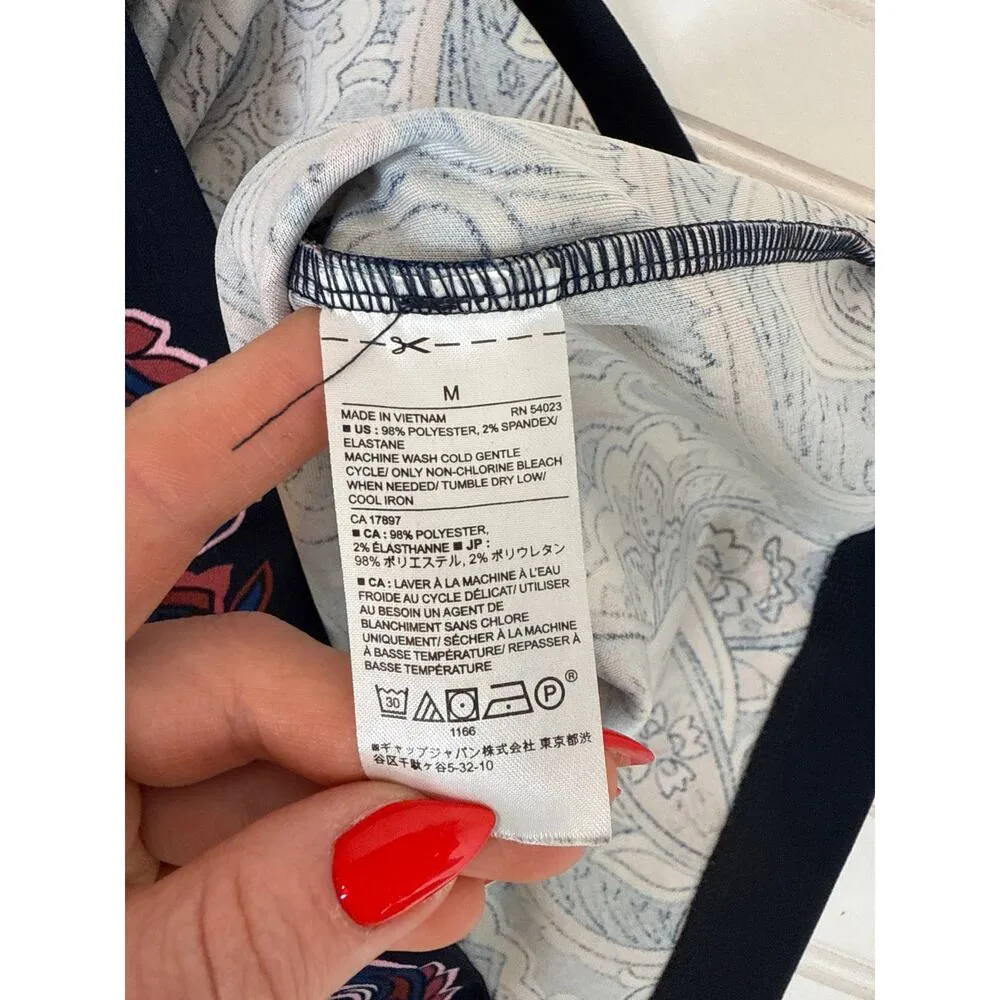 M
MADE IN VIETNAM RN 54023
■ US : 98% POLYESTER, 2% SPANDEX/
ELASTANE
MACHINE WASH COLD GENTLE
CYCLE/ ONLY NON-CHLORINE BLEACH
WHEN NEEDED/ TUMBLE DRY LOW/
COOL IRON
CA 17897
■ CA : 98% POLYESTER,
2% ÉLASTHANNE ■ JP :
98% ポリエステル, 2% ポリウレタン
■ CA : LAVER À LA MACHINE À L'EAU
FROIDE AU CYCLE DÉLICAT/ UTILISER
AU BESOIN UN AGENT DE
BLANCHIMENT SANS CHLORE
UNIQUEMENT/ SÉCHER À LA MACHINE
À BASSE TEMPÉRATURE/ REPASSER À
BASSE TEMPÉRATURE
30 P ®
1166
■ギャップジャパン株式会社 東京都渋
谷区千駄ヶ谷5-32-10